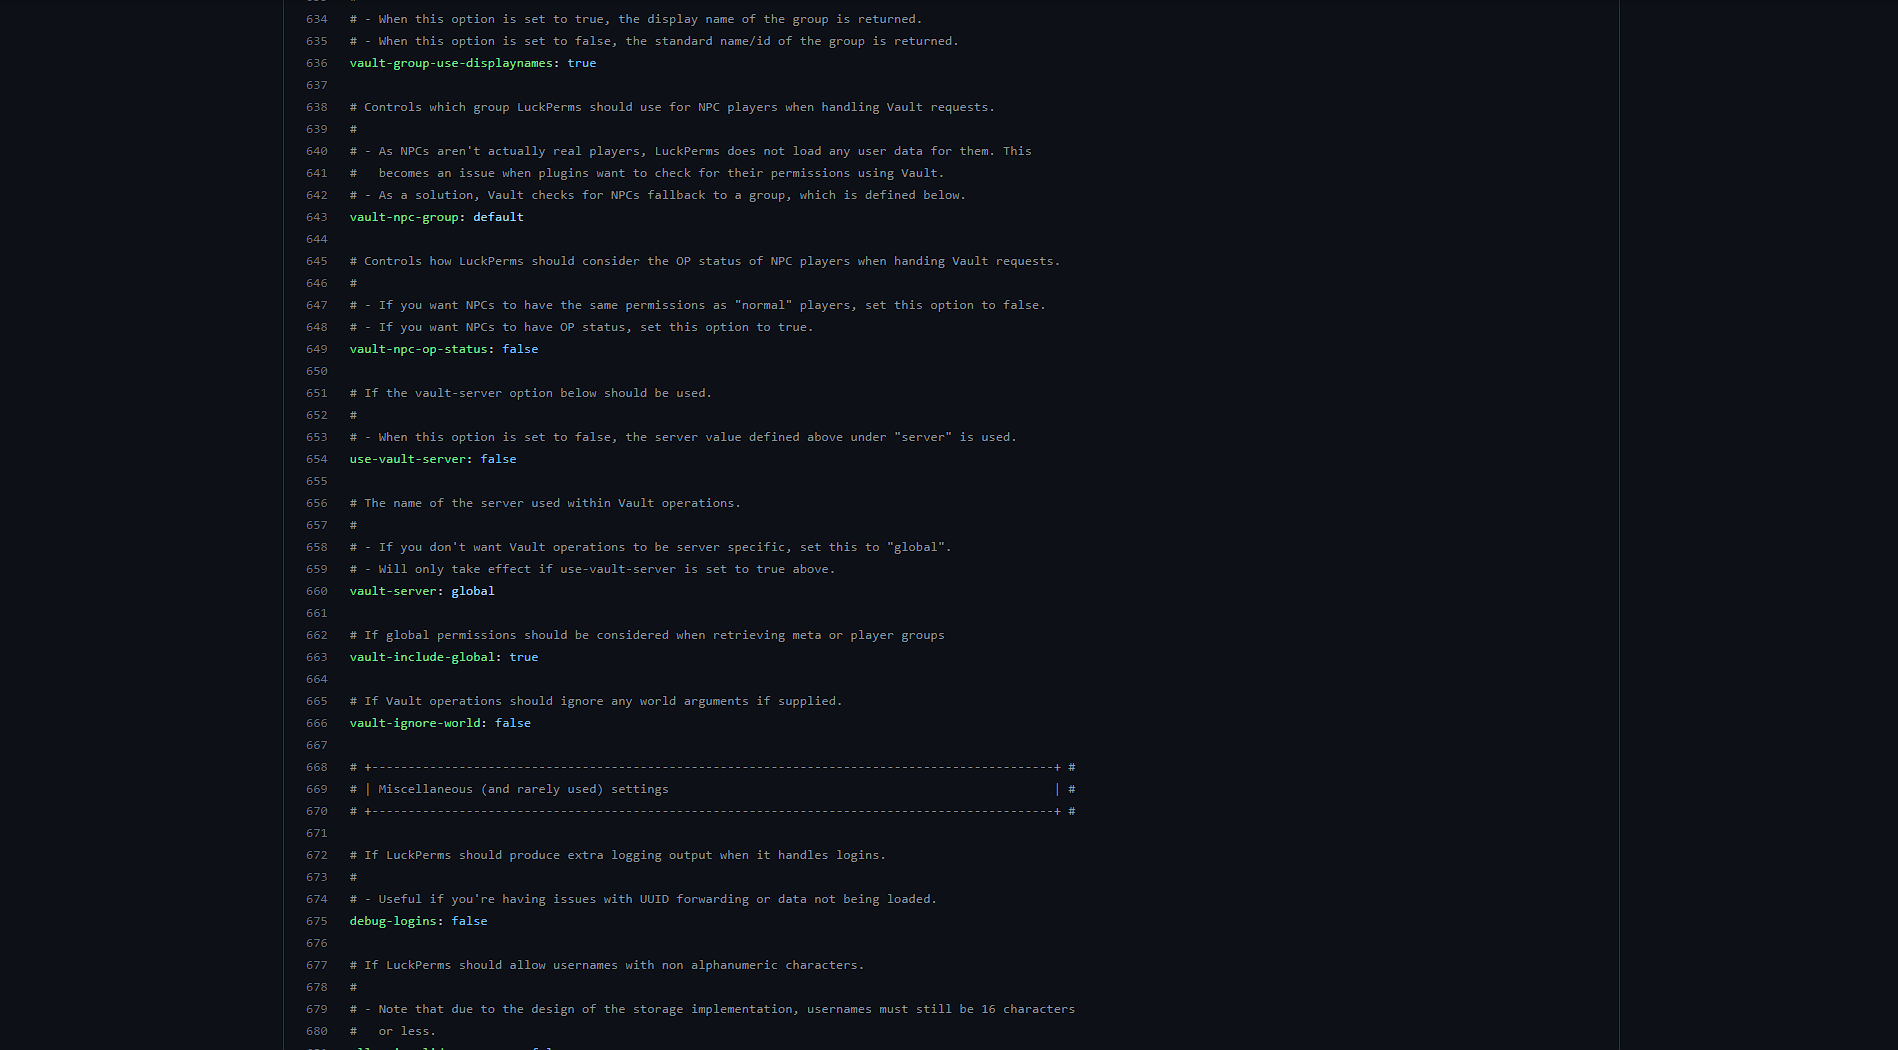 634 # - When this option is set to true, the display name of the group is returned.
635 # - When this option is set to false, the standard name/id of the group is returned.
636 vault-group-use-displaynames: true
637
638 # Controls which group LuckPerms should use for NPC players when handling Vault requests.
639 #
640 # - As NPCs aren't actually real players, LuckPerms does not load any user data for them. This
641 #   becomes an issue when plugins want to check for their permissions using Vault.
642 # - As a solution, Vault checks for NPCs fallback to a group, which is defined below.
643 vault-npc-group: default
644
645 # Controls how LuckPerms should consider the OP status of NPC players when handing Vault requests.
646 #
647 # - If you want NPCs to have the same permissions as "normal" players, set this option to false.
648 # - If you want NPCs to have OP status, set this option to true.
649 vault-npc-op-status: false
650
651 # If the vault-server option below should be used.
652 #
653 # - When this option is set to false, the server value defined above under "server" is used.
654 use-vault-server: false
655
656 # The name of the server used within Vault operations.
657 #
658 # - If you don't want Vault operations to be server specific, set this to "global".
659 # - Will only take effect if use-vault-server is set to true above.
660 vault-server: global
661
662 # If global permissions should be considered when retrieving meta or player groups
663 vault-include-global: true
664
665 # If Vault operations should ignore any world arguments if supplied.
666 vault-ignore-world: false
667
668 # +----------------------------------------------------------------------------------------------+ #
669 # | Miscellaneous (and rarely used) settings                                                     | #
670 # +----------------------------------------------------------------------------------------------+ #
671
672 # If LuckPerms should produce extra logging output when it handles logins.
673 #
674 # - Useful if you're having issues with UUID forwarding or data not being loaded.
675 debug-logins: false
676
677 # If LuckPerms should allow usernames with non alphanumeric characters.
678 #
679 # - Note that due to the design of the storage implementation, usernames must still be 16 characters
680 #   or less.